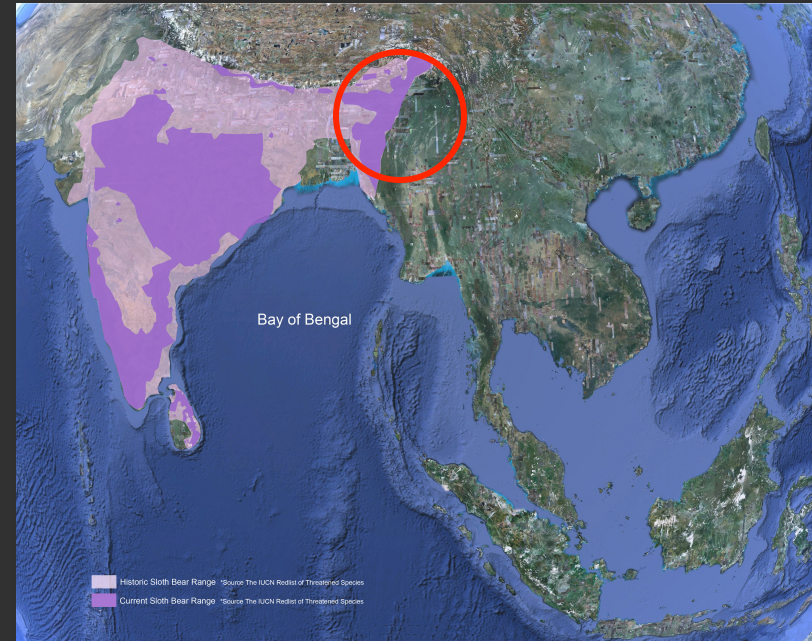 Bay of Bengal
Historic Sloth Bear Range *Source The IUCN Redlist of Threatened Species
Current Sloth Bear Range *Source The IUCN Redlist of Threatened Species